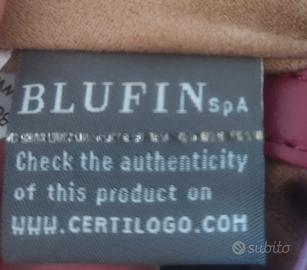 BLUFIN SpA
Check the authenticity
of this product on
WWW.CERTILOGO.COM
subito